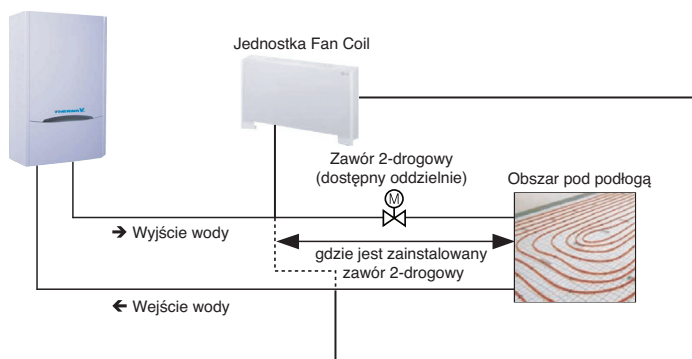 Jednostka Fan Coil
THERMA V
Zawór 2-drogowy
(dostępny oddzielnie)
Obszar pod podłogą
M
→ Wyjście wody
gdzie jest zainstalowany
zawór 2-drogowy
← Wejście wody